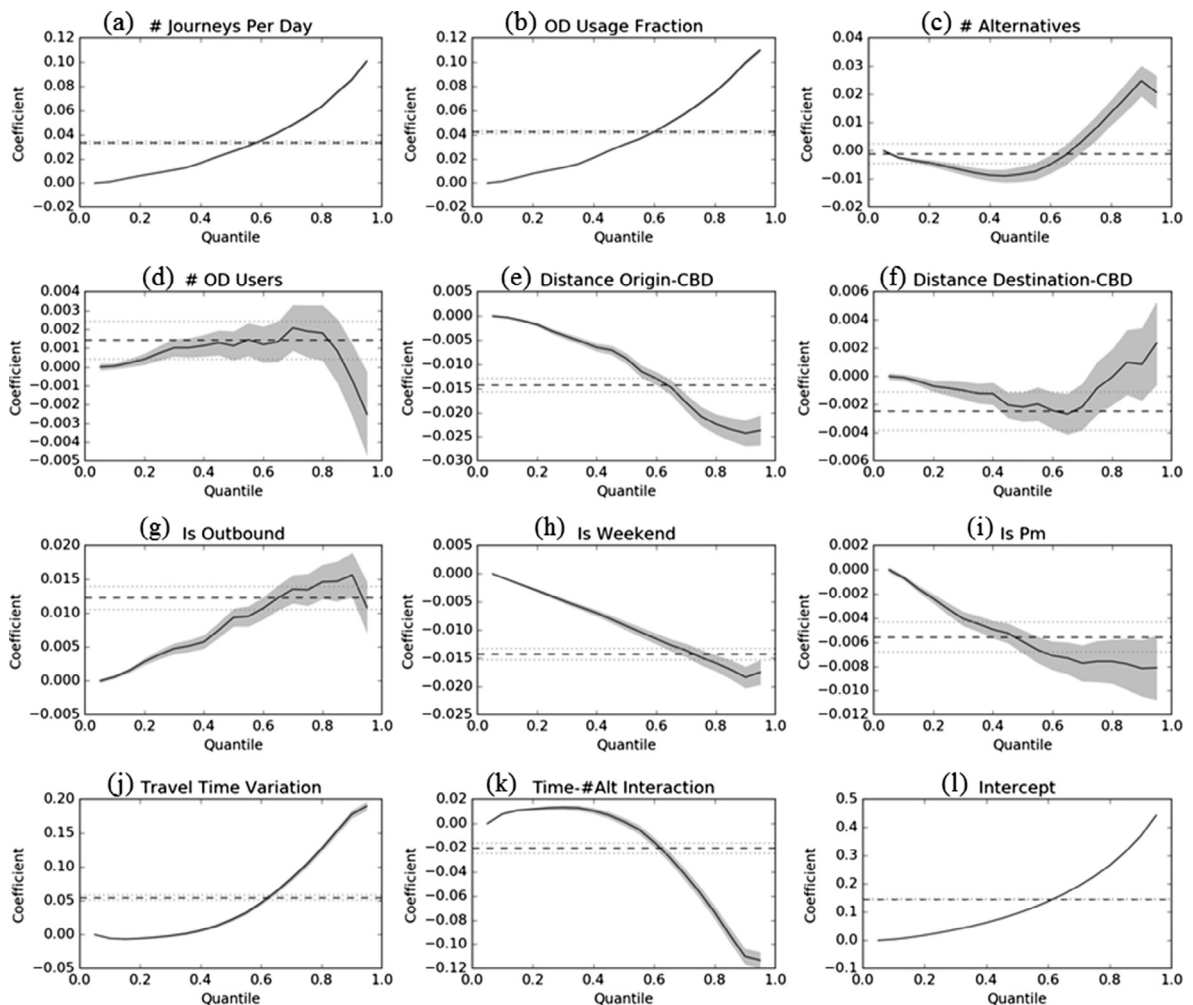 (a) # Journeys Per Day
0.12
0.10
0.08
0.06
0.04
0.02
0.00
−0.02
Coefficient
0.0 0.2 0.4 0.6 0.8 1.0
Quantile
(b) OD Usage Fraction
0.12
0.10
0.08
0.06
0.04
0.02
0.00
−0.02
Coefficient
0.0 0.2 0.4 0.6 0.8 1.0
Quantile
(c) # Alternatives
0.04
0.03
0.02
0.01
0.00
−0.01
0.02
Coefficient
0.0 0.2 0.4 0.6 0.8 1.0
Quantile
(d) # OD Users
0.004
0.003
0.002
0.001
0.000
−0.001
−0.002
−0.003
−0.004
−0.005
Coefficient
0.0 0.2 0.4 0.6 0.8 1.0
Quantile
(e) Distance Origin-CBD
0.005
0.000
−0.005
−0.010
−0.015
−0.020
−0.025
−0.030
Coefficient
0.0 0.2 0.4 0.6 0.8 1.0
Quantile
(f) Distance Destination-CBD
0.006
0.004
0.002
0.000
−0.002
−0.004
−0.006
Coefficient
0.0 0.2 0.4 0.6 0.8 1.0
Quantile
(g) Is Outbound
0.020
0.015
0.010
0.005
0.000
−0.005
Coefficient
0.0 0.2 0.4 0.6 0.8 1.0
Quantile
(h) Is Weekend
0.005
0.000
−0.005
−0.010
−0.015
−0.020
−0.025
Coefficient
0.0 0.2 0.4 0.6 0.8 1.0
Quantile
(i) Is Pm
0.002
0.000
−0.002
−0.004
−0.006
−0.008
−0.010
−0.012
Coefficient
0.0 0.2 0.4 0.6 0.8 1.0
Quantile
(j) Travel Time Variation
0.20
0.15
0.10
0.05
0.00
−0.05
Coefficient
0.0 0.2 0.4 0.6 0.8 1.0
Quantile
(k) Time-#Alt Interaction
0.02
0.00
−0.02
−0.04
−0.06
−0.08
−0.10
−0.12
Coefficient
0.0 0.2 0.4 0.6 0.8 1.0
Quantile
(l) Intercept
0.5
0.4
0.3
0.2
0.1
0.0
−0.1
Coefficient
0.0 0.2 0.4 0.6 0.8 1.0
Quantile